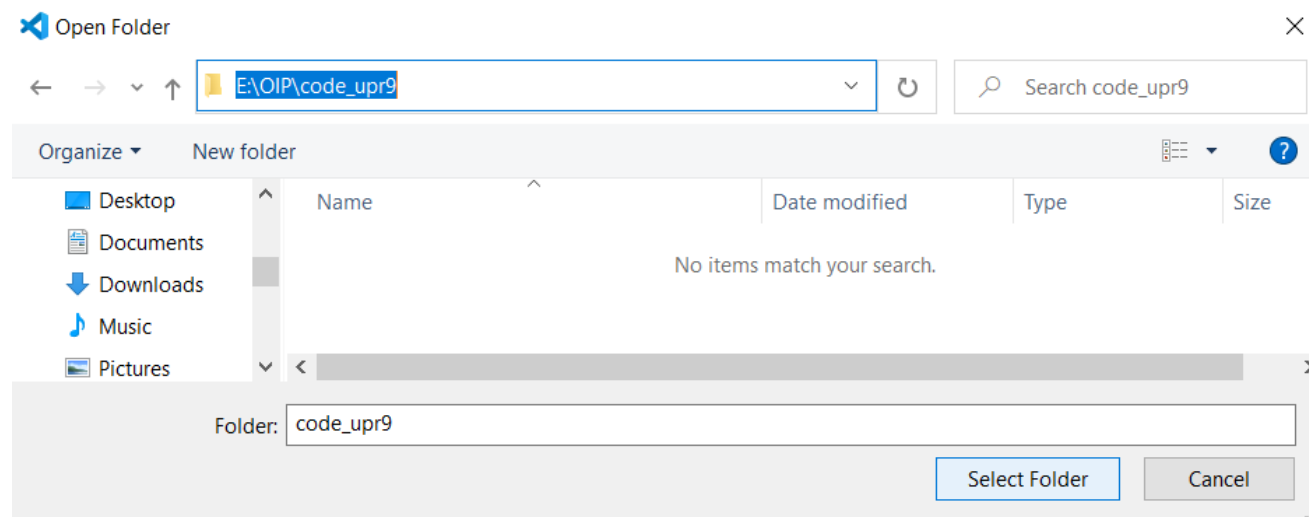 Open Folder
E:\OIP\code_upr9
Search code_upr9
Organize
New folder
?
Desktop
Documents
Downloads
Music
Pictures
Name
Date modified
Type
Size
No items match your search.
Folder: code_upr9
Select Folder
Cancel